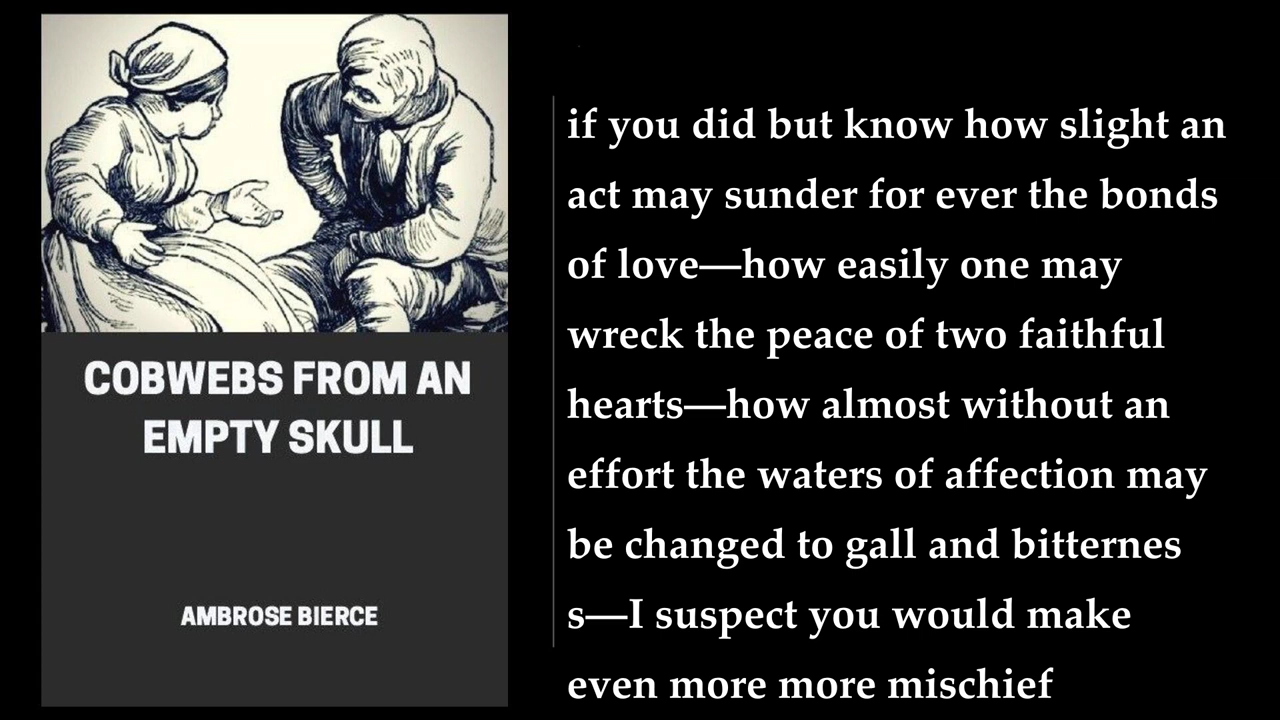 COBWEBS FROM AN
EMPTY SKULL
AMBROSE BIERCE
if you did but know how slight an
act may sunder for ever the bonds
of love—how easily one may
wreck the peace of two faithful
hearts—how almost without an
effort the waters of affection may
be changed to gall and bitternes
s—I suspect you would make
even more more mischief